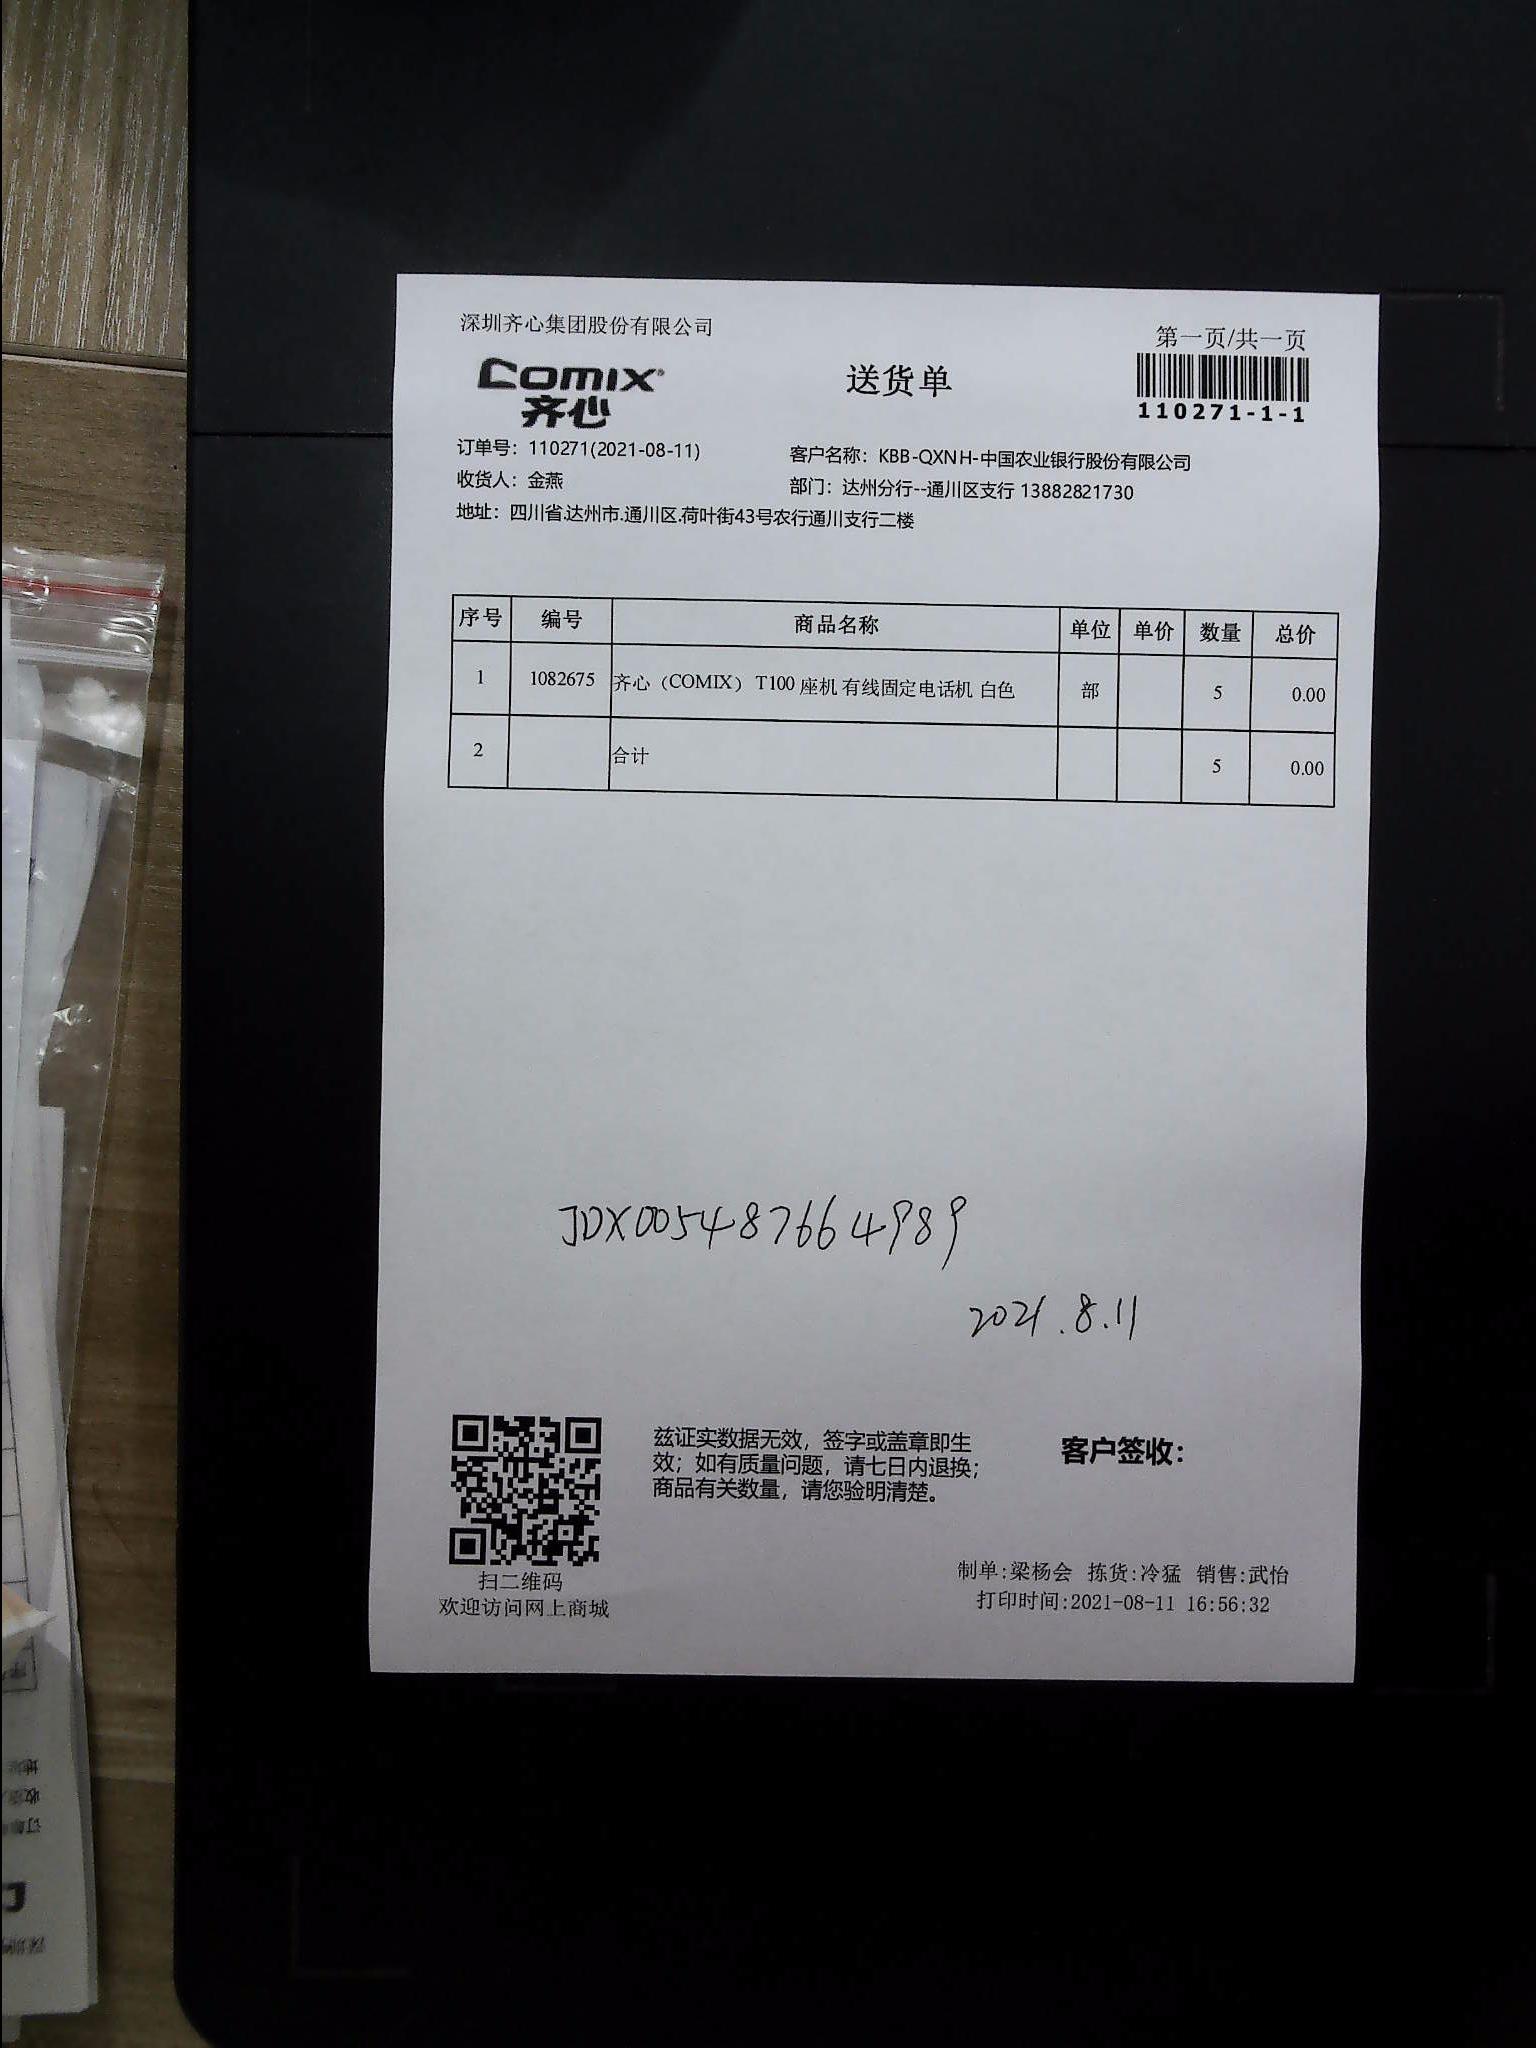 深圳齐心集团股份有限公司
第一页/共一页
COMIX
齐心
送货单
110271-1-1
订单号：110271(2021-08-11)
客户名称：KBB-QXNH-中国农业银行股份有限公司
收货人：金燕
部门：达州分行--通川区支行 13882821730
地址：四川省.达州市.通川区.荷叶街43号农行通川支行二楼
序号 编号 商品名称 单位 单价 数量 总价
1 1082675 齐心（COMIX） T100 座机 有线固定电话机 白色 部 5 0.00
2 合计 5 0.00
JDX005487664989
2021.8.11
兹证实数据无效，签字或盖章即生
效；如有质量问题，请七日内退换；
商品有关数量，请您验明清楚。
客户签收：
扫二维码
欢迎访问网上商城
制单:梁杨会 拣货:冷猛 销售:武怡
打印时间:2021-08-11 16:56:32